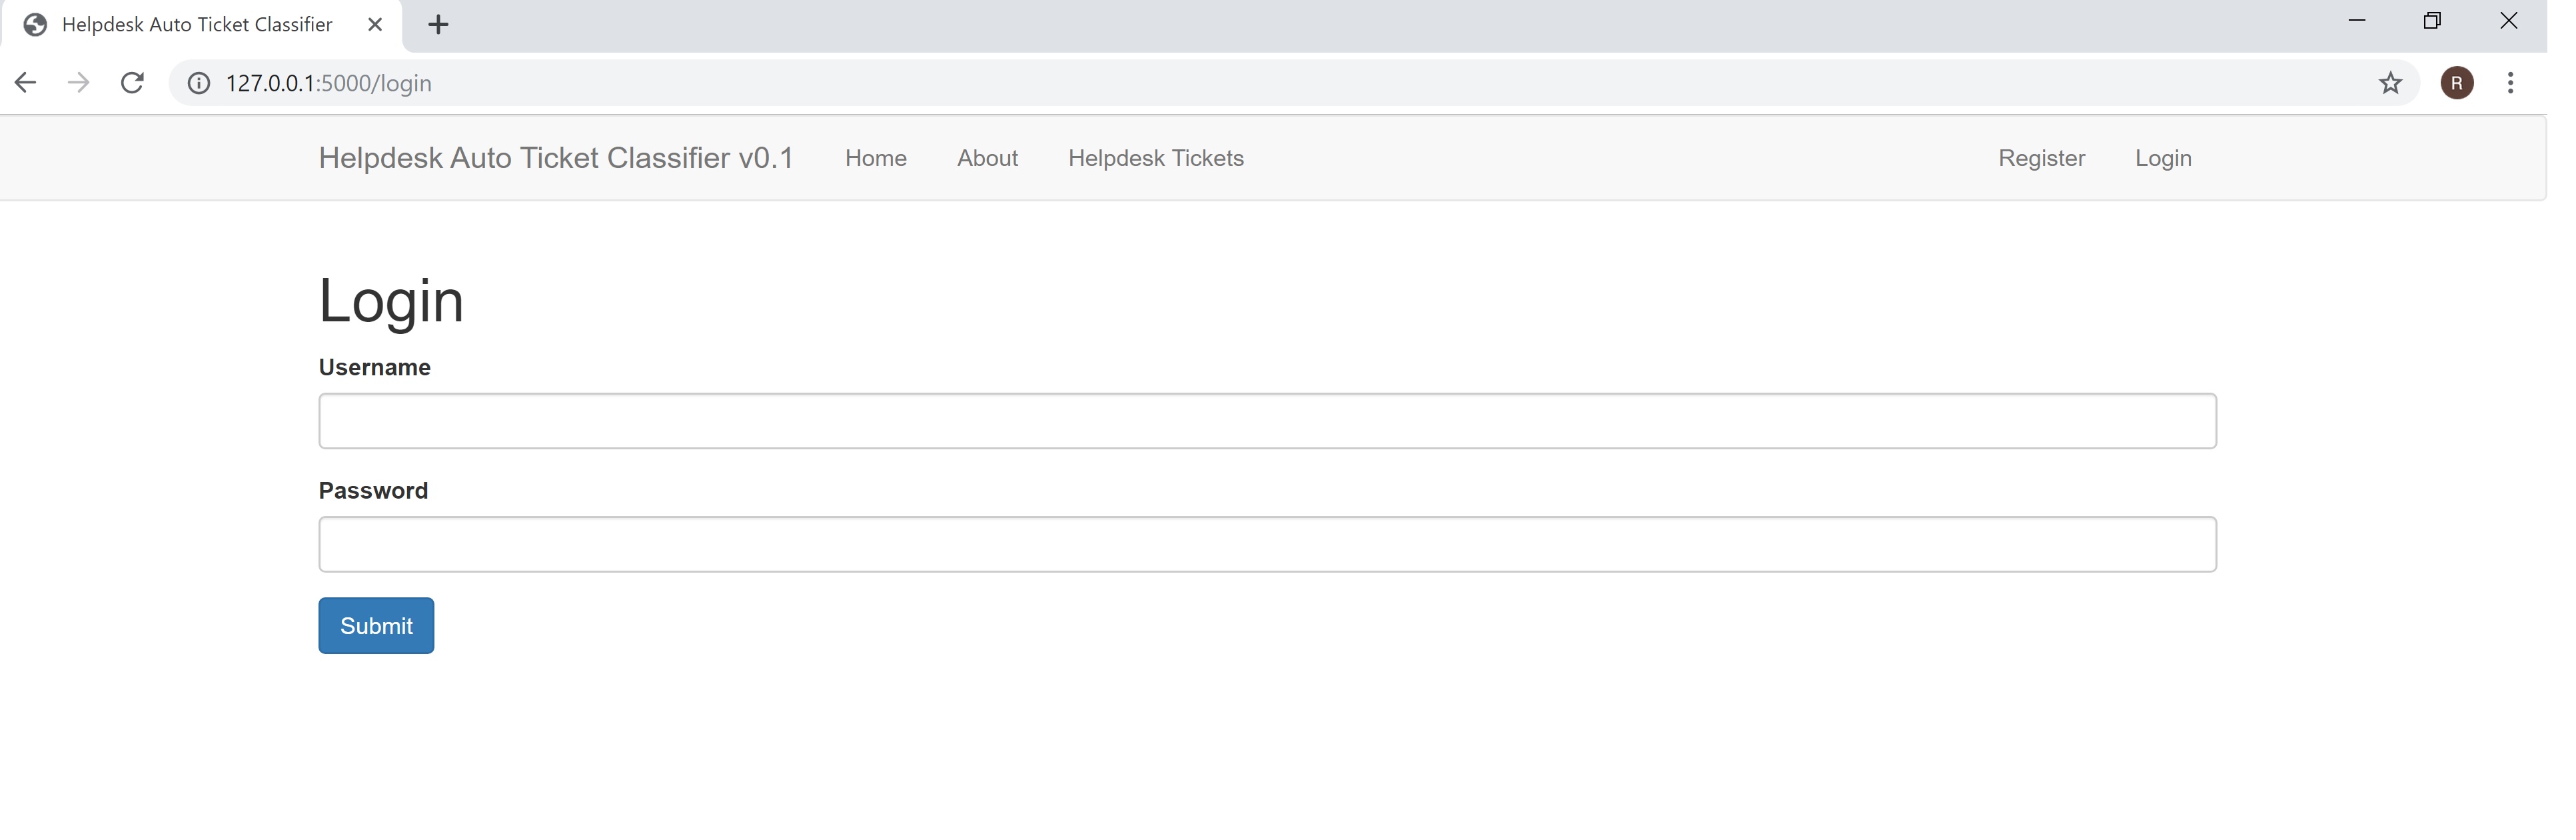 Helpdesk Auto Ticket Classifier
127.0.0.1:5000/login
R
Helpdesk Auto Ticket Classifier v0.1 Home About Helpdesk Tickets Register Login
Login
Username
Password
Submit